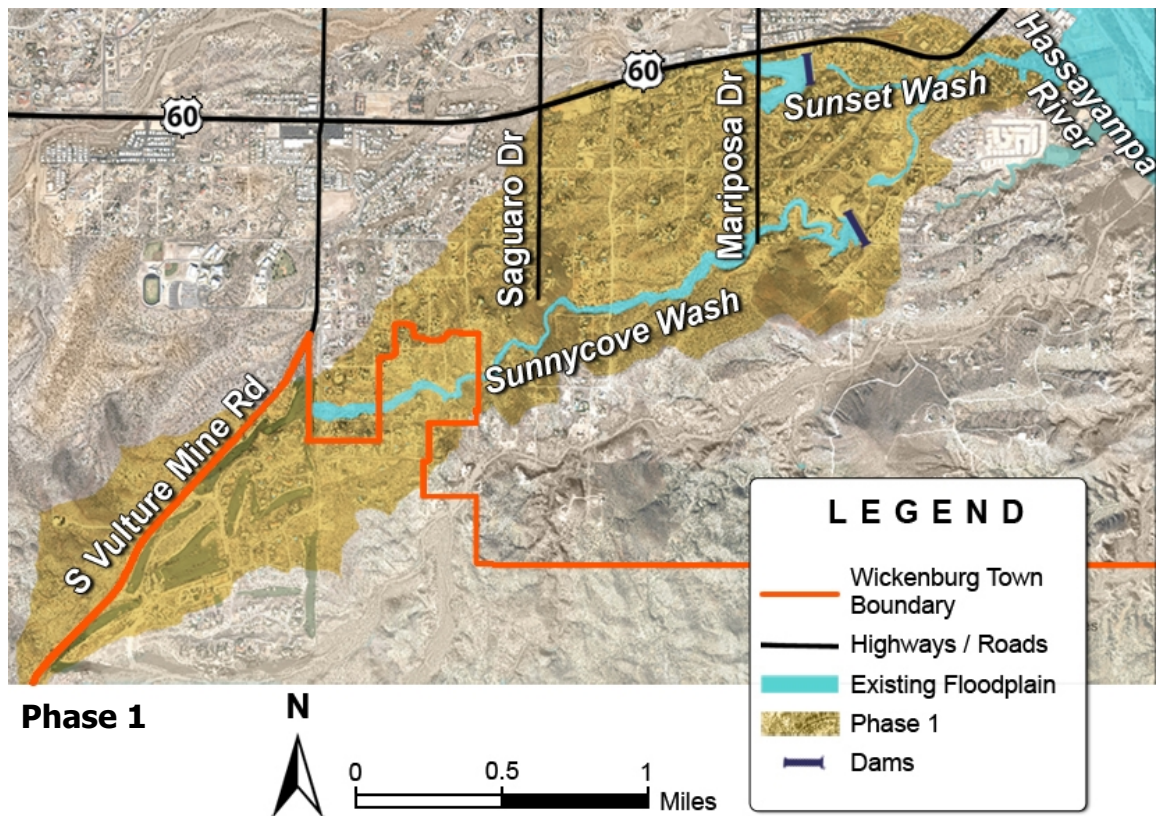 60
60
Saguaro Dr
Mariposa Dr
Sunset Wash
Hassayampa
River
Sunnycove Wash
S Vulture Mine Rd
LEGEND
Wickenburg Town
Boundary
Highways / Roads
Existing Floodplain
Phase 1
Dams
Phase 1
N
0 0.5 1
Miles